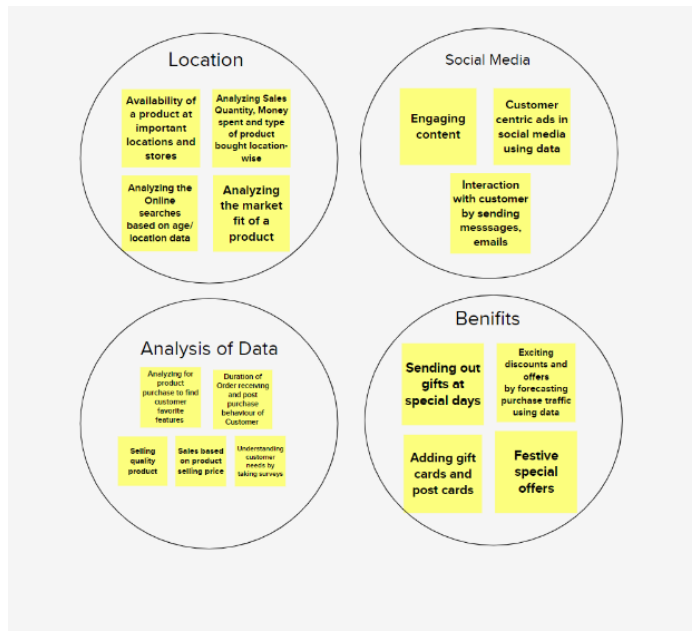 Location
Availability of
a product at
important
locations and
stores
Analyzing Sales
Quantity, Money
spent and type
of product
bought location-
wise
Analyzing the
Online
searches
based on age/
location data
Analyzing
the market
fit of a
product
Social Media
Engaging
content
Customer
centric ads in
social media
using data
Interaction
with customer
by sending
messsages,
emails
Analysis of Data
Analyzing for
product
purchase to find
customer
favorite
features
Duration of
Order receiving
and post
purchase
behaviour of
Customer
Selling
quality
product
Sales based
on product
selling price
Understanding
customer
needs by
taking surveys
Benifits
Sending out
gifts at
special days
Exciting
discounts and
offers
by forecasting
purchase traffic
using data
Adding gift
cards and
post cards
Festive
special
offers